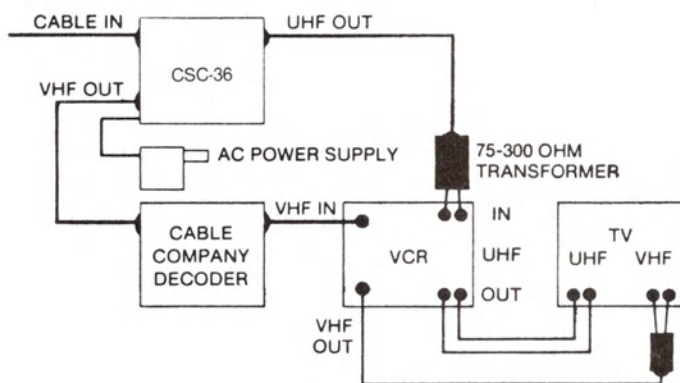 CABLE IN
UHF OUT
CSC-36
VHF OUT
AC POWER SUPPLY
75-300 OHM
TRANSFORMER
CABLE
COMPANY
DECODER
VHF IN
VCR
IN
UHF
OUT
VHF
OUT
TV
UHF VHF